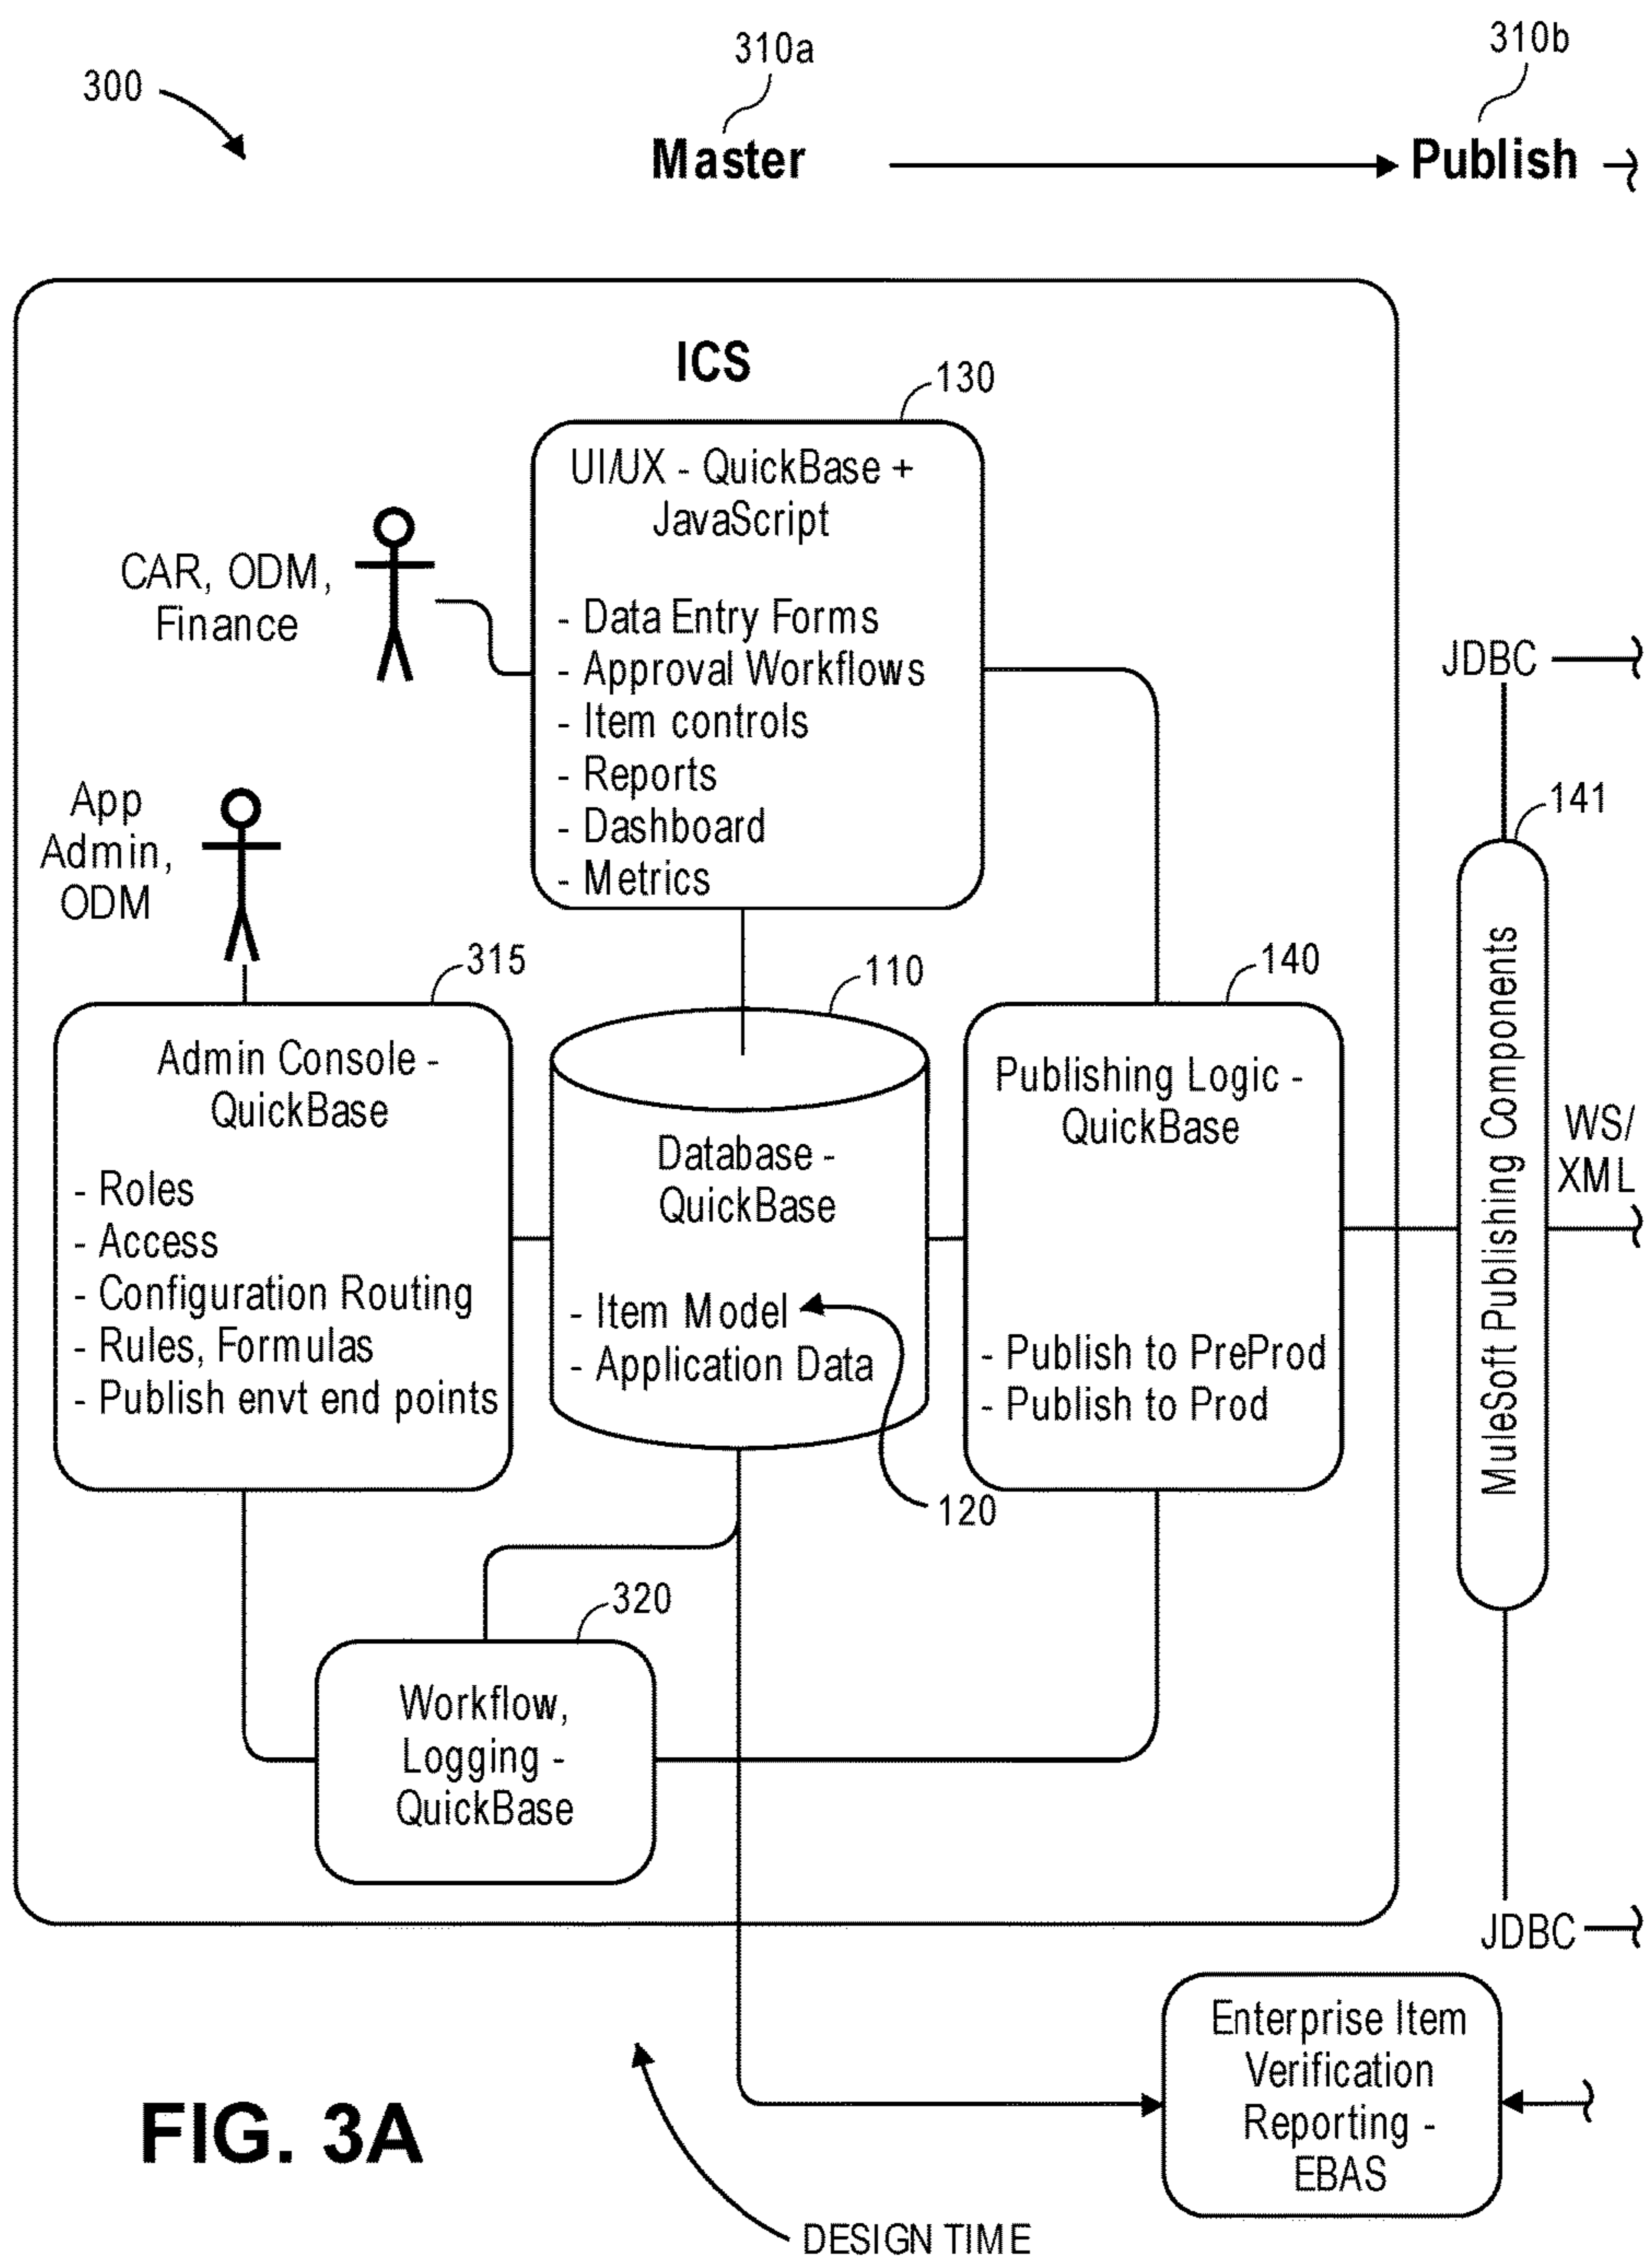 300
310a
310b
Master
Publish
ICS
130
UI/UX - QuickBase +
JavaScript
- Data Entry Forms
- Approval Workflows
- Item controls
- Reports
- Dashboard
- Metrics
CAR, ODM,
Finance
App
Admin,
ODM
315
Admin Console -
QuickBase
- Roles
- Access
- Configuration Routing
- Rules, Formulas
- Publish envt end points
110
Database -
QuickBase
- Item Model
- Application Data
120
140
Publishing Logic -
QuickBase
- Publish to PreProd
- Publish to Prod
JDBC
141
MuleSoft Publishing Components
WS/
XML
JDBC
320
Workflow,
Logging -
QuickBase
Enterprise Item
Verification
Reporting -
EBAS
FIG. 3A
DESIGN TIME